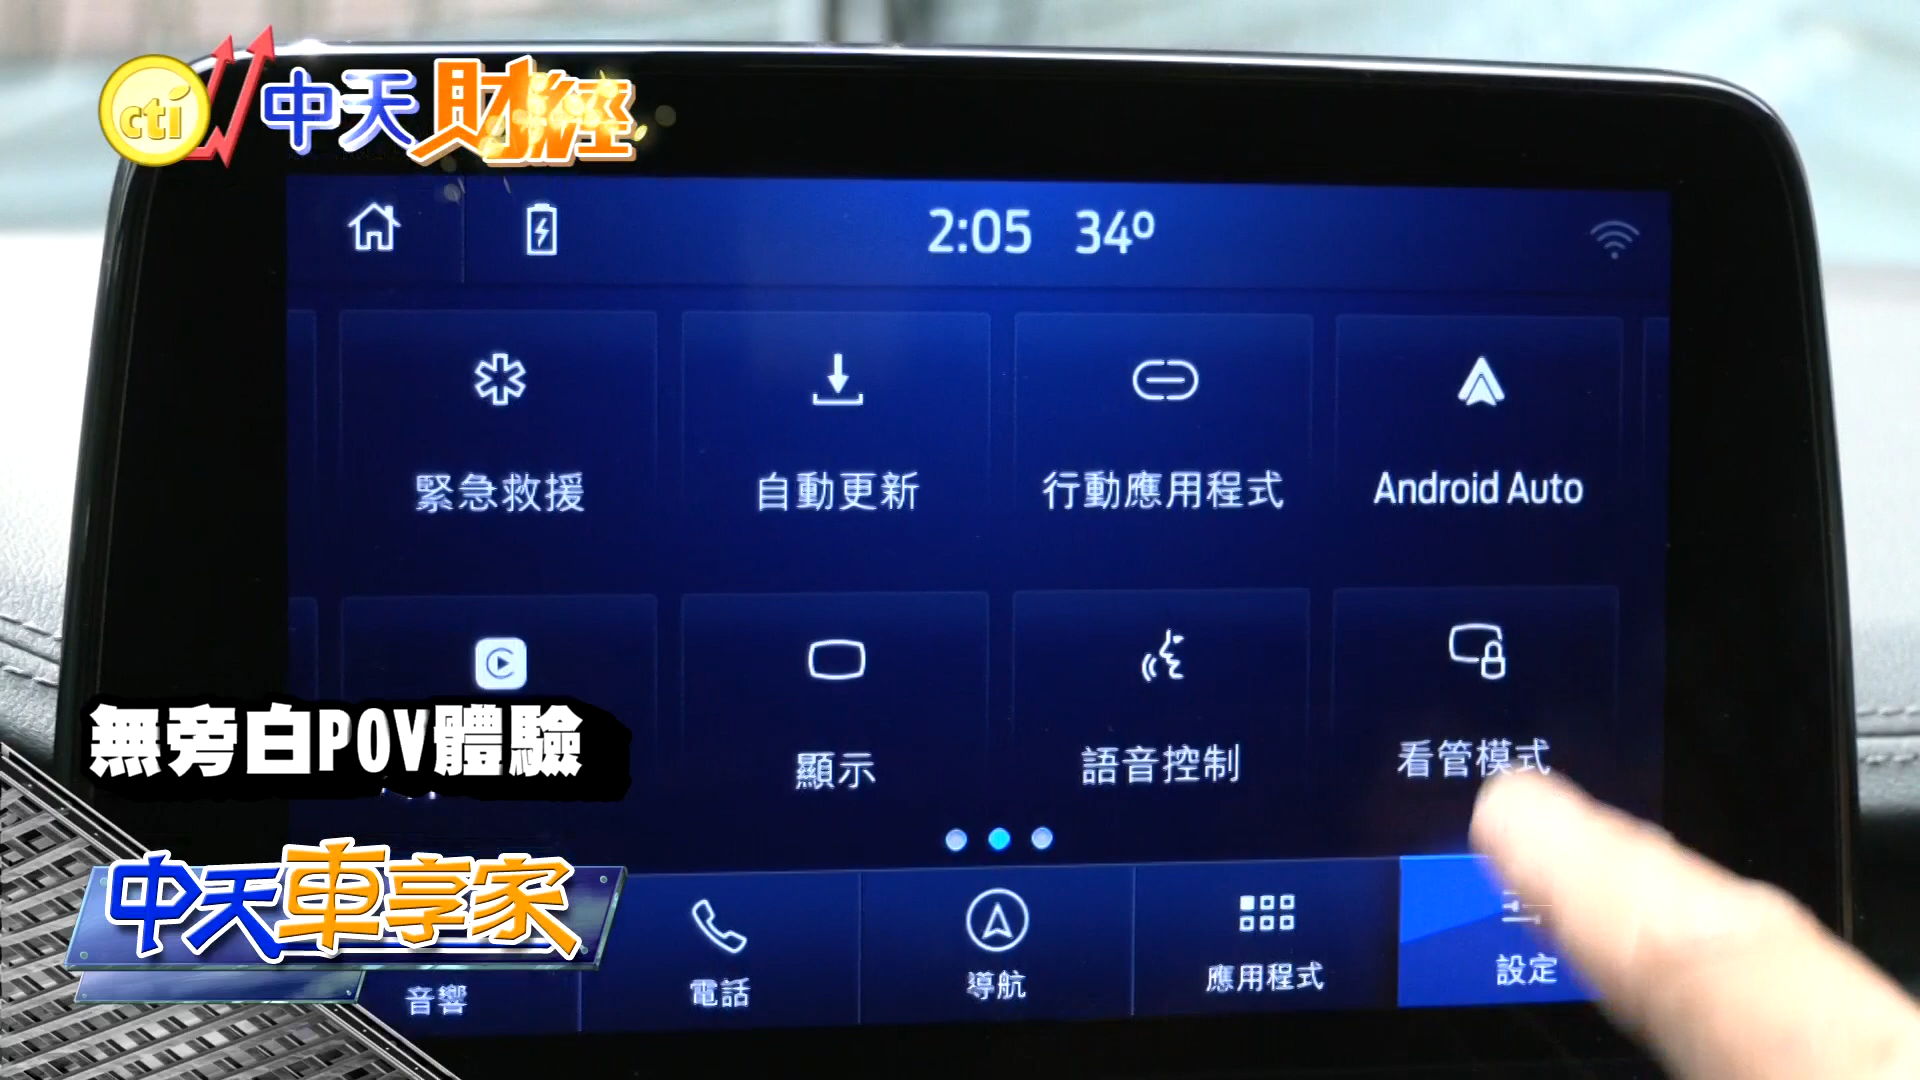 cti 中天財經
2:05 34°
緊急救援
自動更新
行動應用程式
Android Auto
顯示
語音控制
看管模式
無旁白POV體驗
中天車享家
音響
電話
導航
應用程式
設定